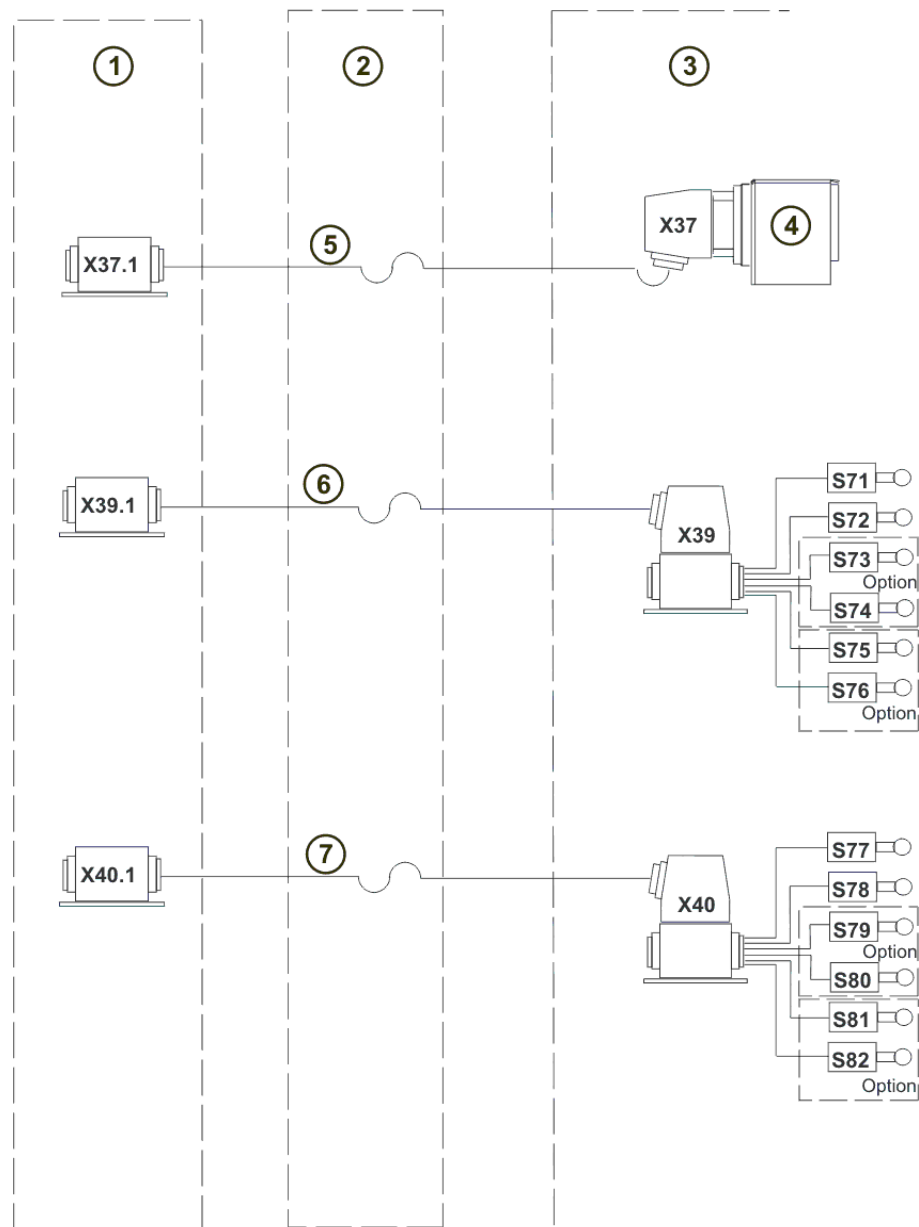 1 2 3
X37 4
5
X37.1
S71
6
X39.1
S72
X39
S73
Option
S74
S75
S76
Option
S77
7
X40.1
S78
X40
S79
Option
S80
S81
S82
Option